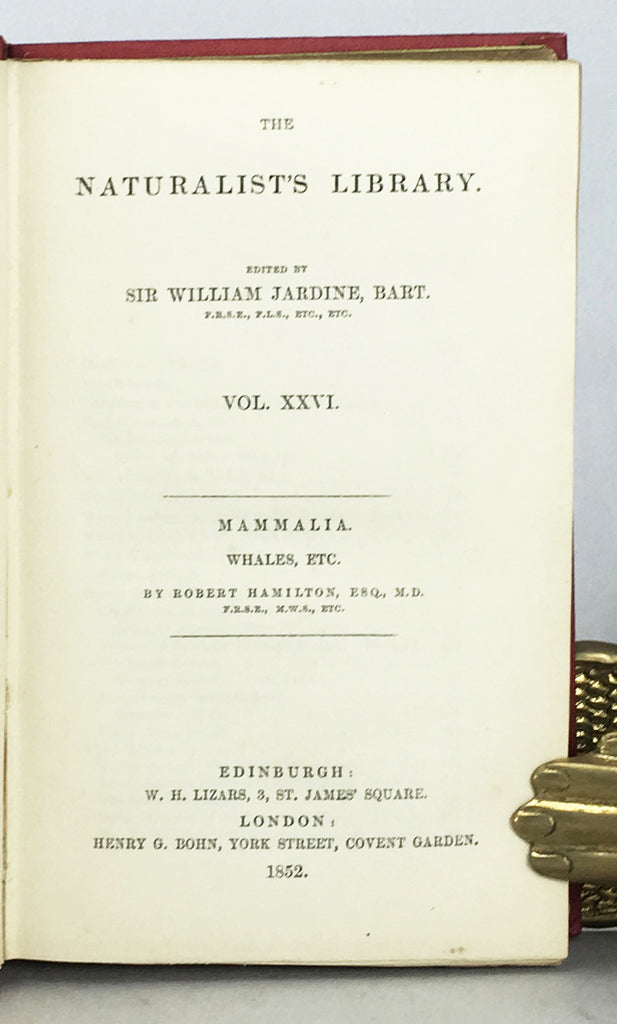 THE
NATURALIST'S LIBRARY.
EDITED BY
SIR WILLIAM JARDINE, BART.
F.R.S.E., F.L.S., ETC., ETC.
VOL. XXVI.
MAMMALIA.
WHALES, ETC.
BY ROBERT HAMILTON, ESQ., M.D.
F.R.S.E., M.W.S., ETC.
EDINBURGH:
W. H. LIZARS, 3, ST. JAMES' SQUARE.
LONDON:
HENRY G. BOHN, YORK STREET, COVENT GARDEN.
1852.